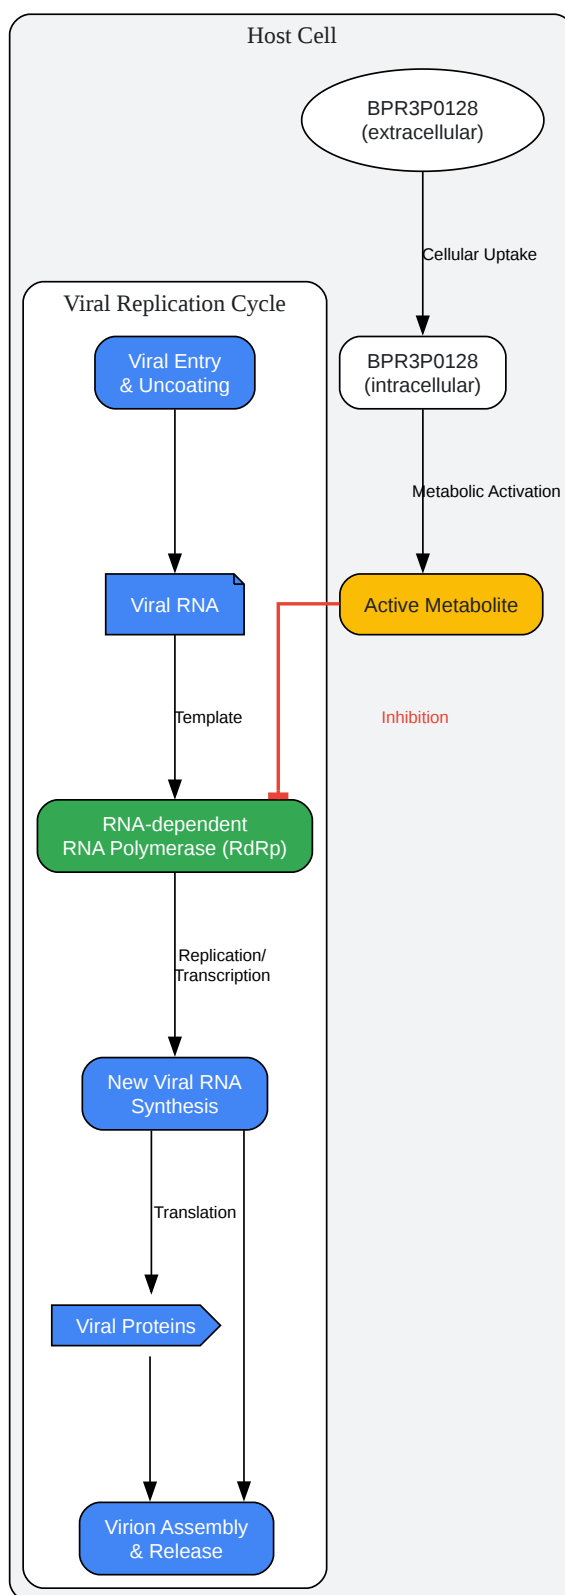 Host Cell
BPR3P0128
(extracellular)
Cellular Uptake
Viral Replication Cycle
Viral Entry
& Uncoating
BPR3P0128
(intracellular)
Metabolic Activation
Viral RNA
Active Metabolite
Template
Inhibition
RNA-dependent
RNA Polymerase (RdRp)
Replication/
Transcription
New Viral RNA
Synthesis
Translation
Viral Proteins
Virion Assembly
& Release